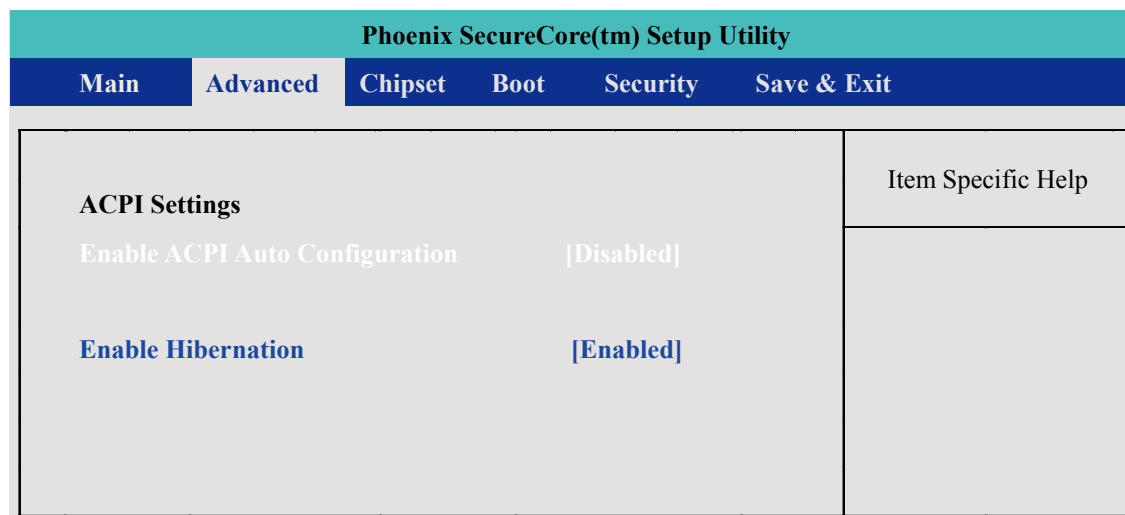 Phoenix SecureCore(tm) Setup Utility
Main Advanced Chipset Boot Security Save & Exit
Item Specific Help
ACPI Settings
Enable ACPI Auto Configuration [Disabled]
Enable Hibernation [Enabled]